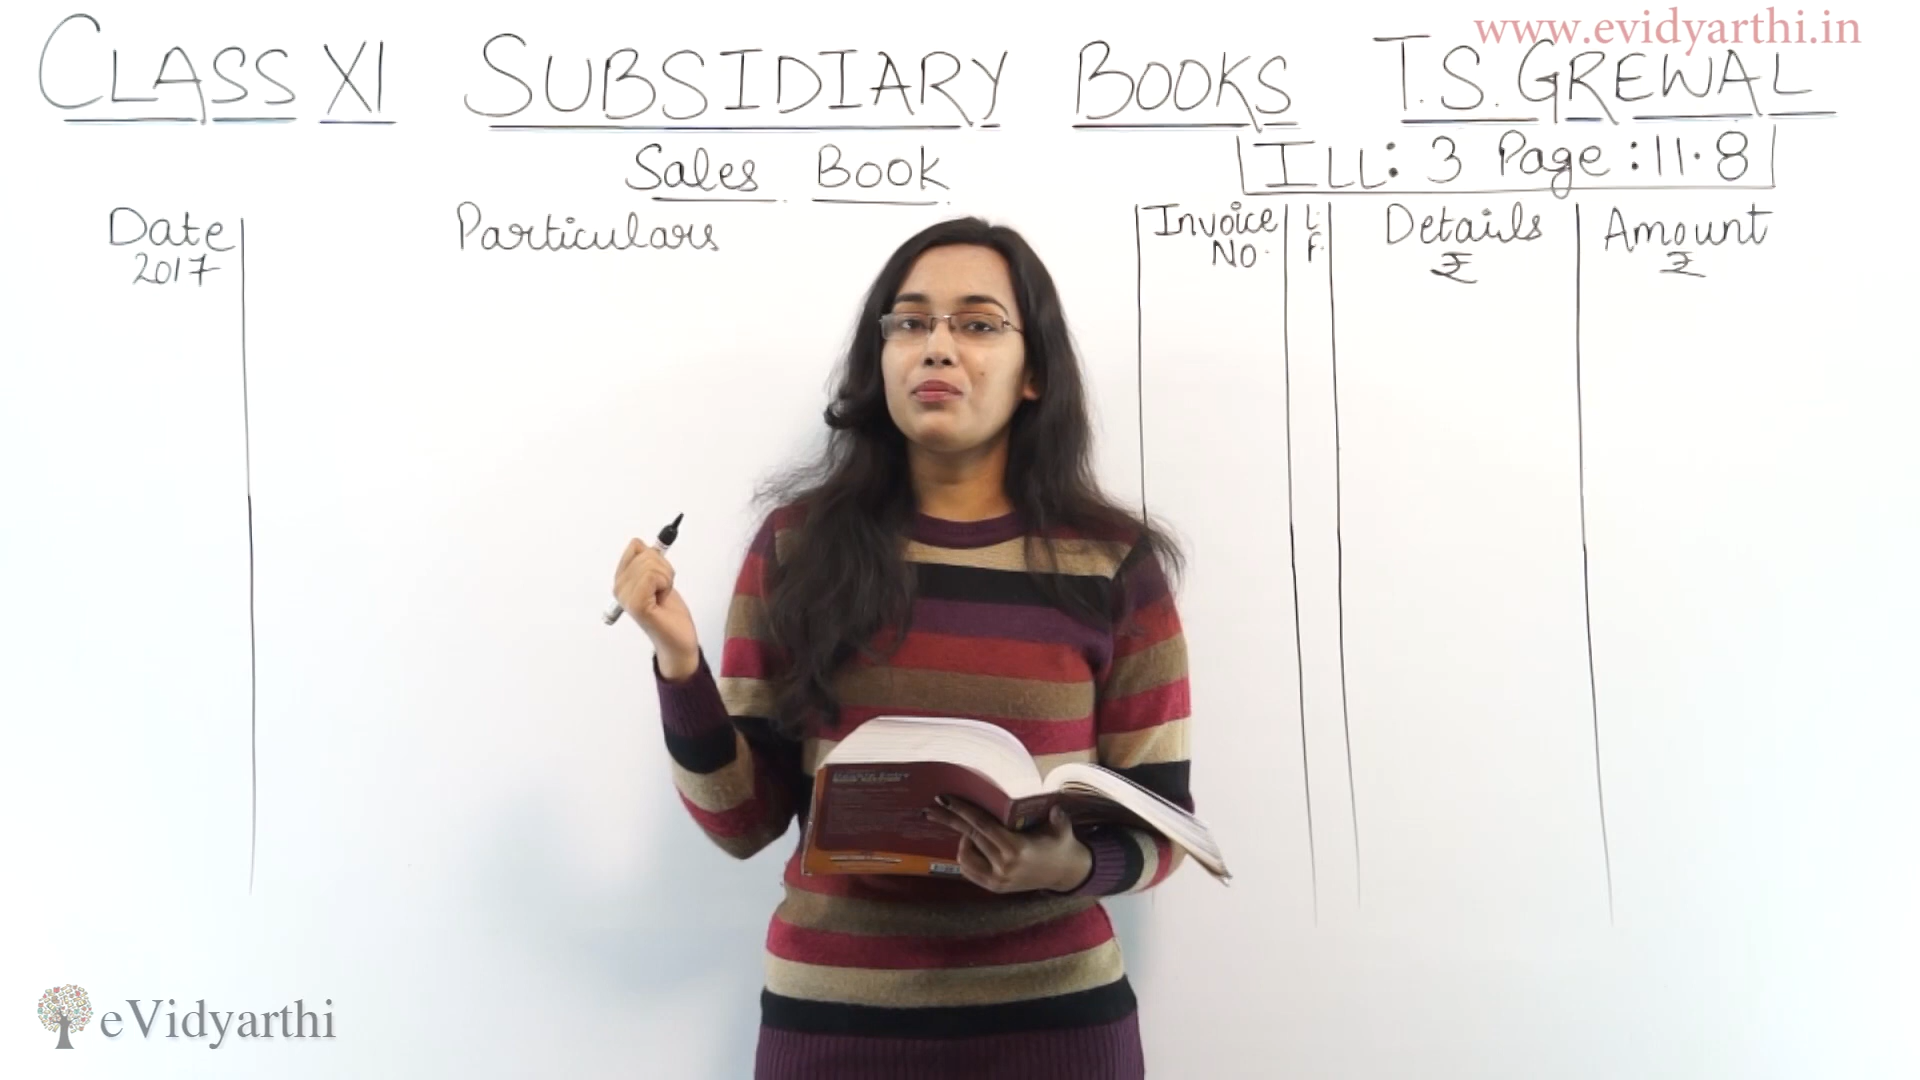 www.evidyarthi.in
CLASS XI SUBSIDIARY BOOKS T.S. GREWAL
Sales Book
ILL: 3 Page :11.8
Date Particulars Invoice L. Details Amount
2017 No. F. ₹ ₹
eVidyarthi